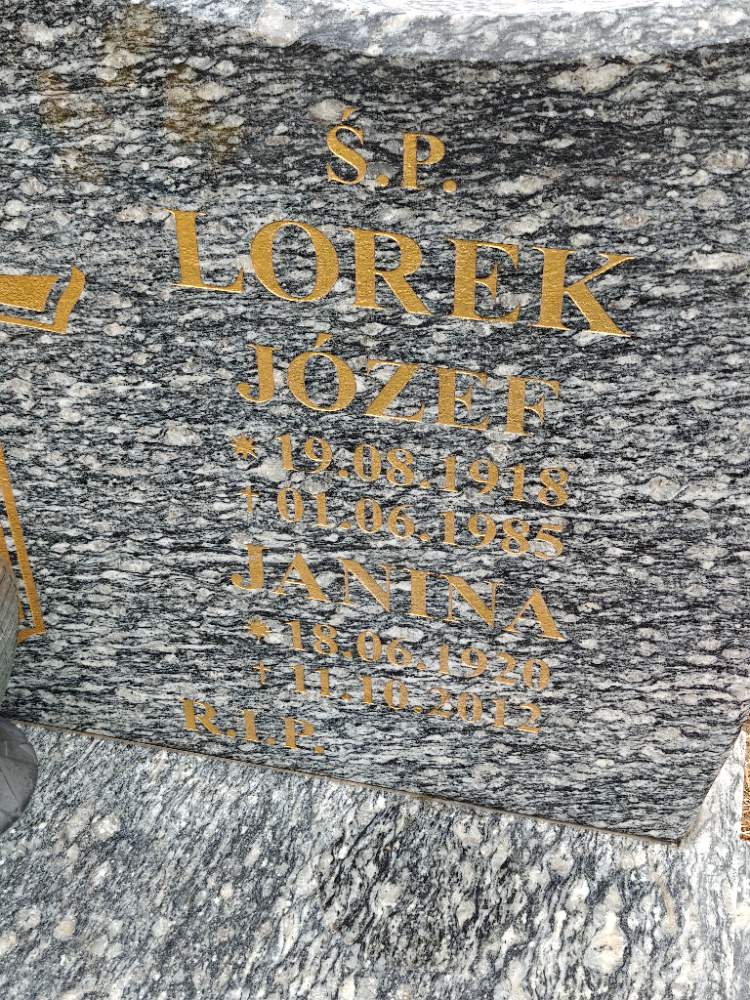 Ś.P.
LOREK
JÓZEF
* 19.08.1918
† 01.06.1985
JANINA
* 18.06.1920
† 11.10.2012
R.I.P.